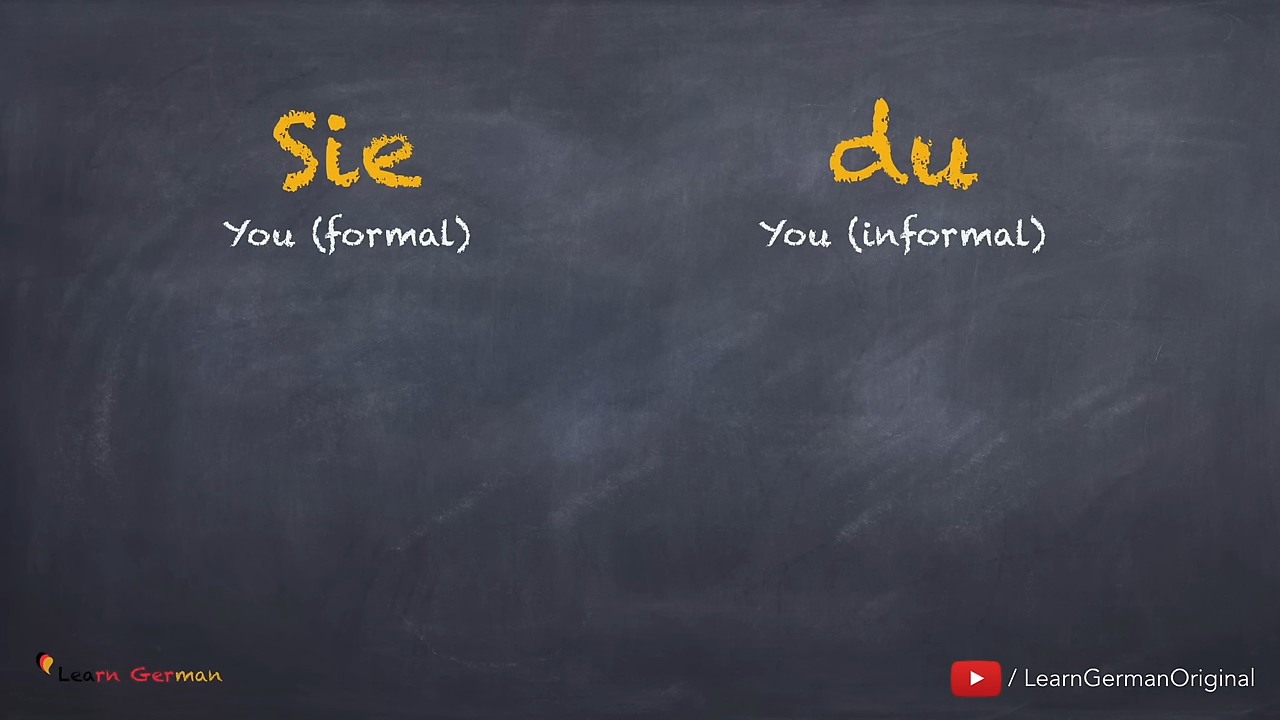 Sie
You (formal)
du
You (informal)
Learn German
/ LearnGermanOriginal